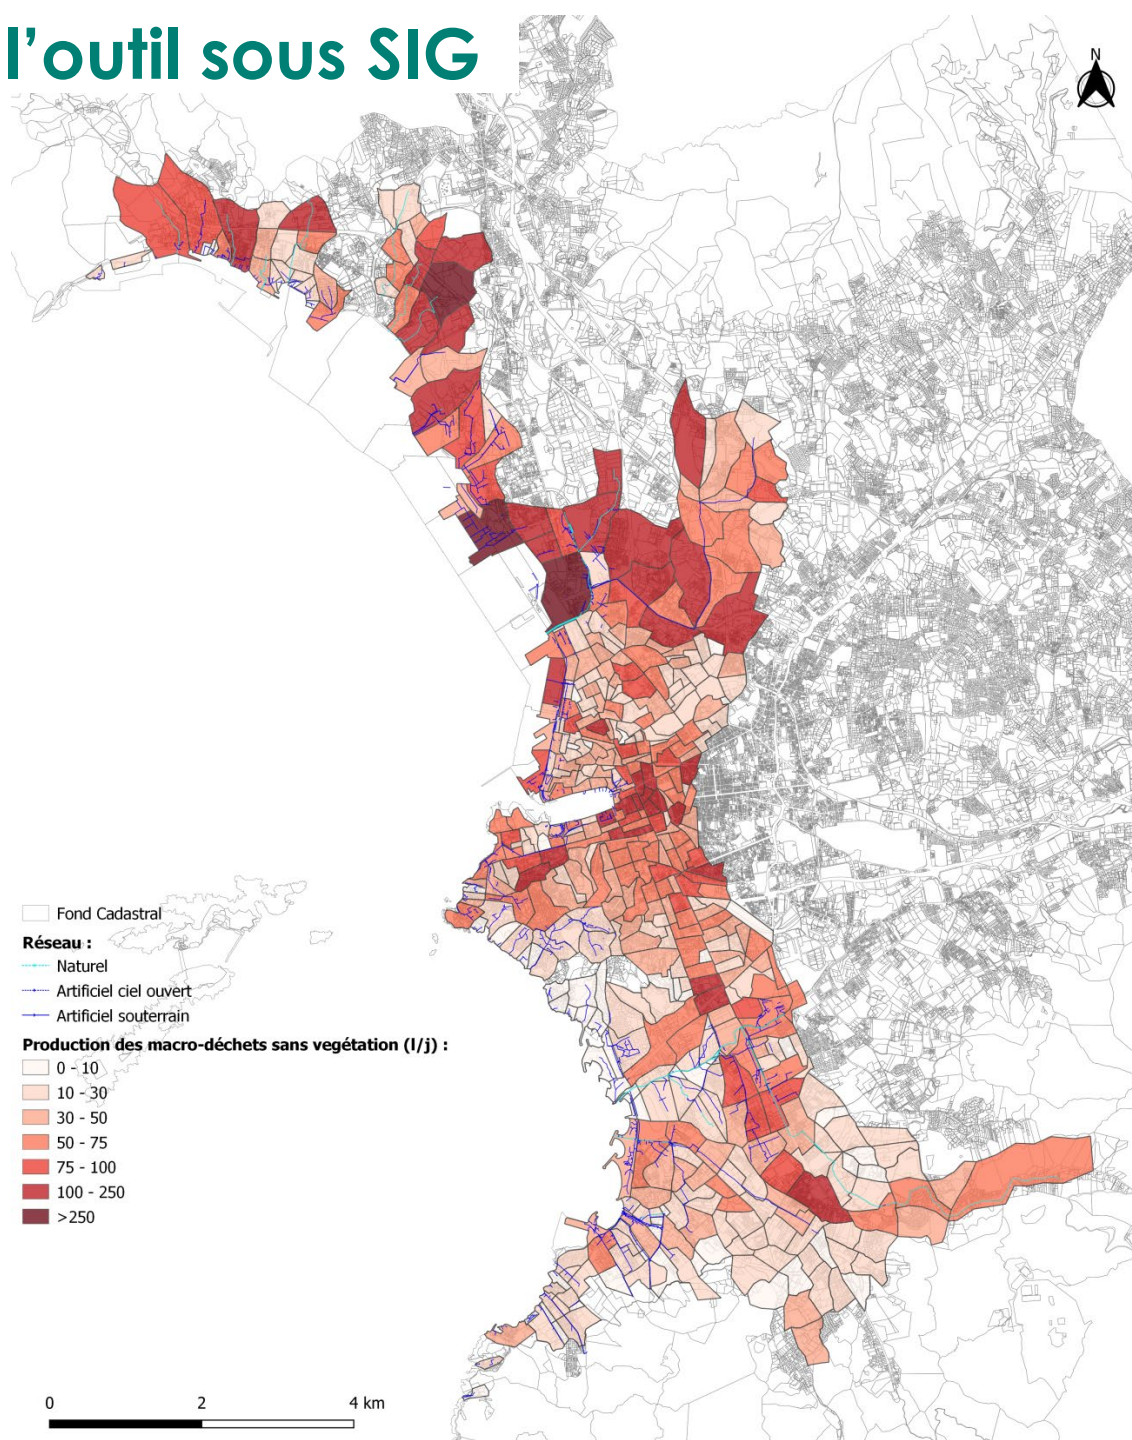 l'outil sous SIG
N
Fond Cadastral
Réseau :
Naturel
Artificiel ciel ouvert
Artificiel souterrain
Production des macro-déchets sans vegétation (l/j) :
0 - 10
10 - 30
30 - 50
50 - 75
75 - 100
100 - 250
>250
0 2 4 km